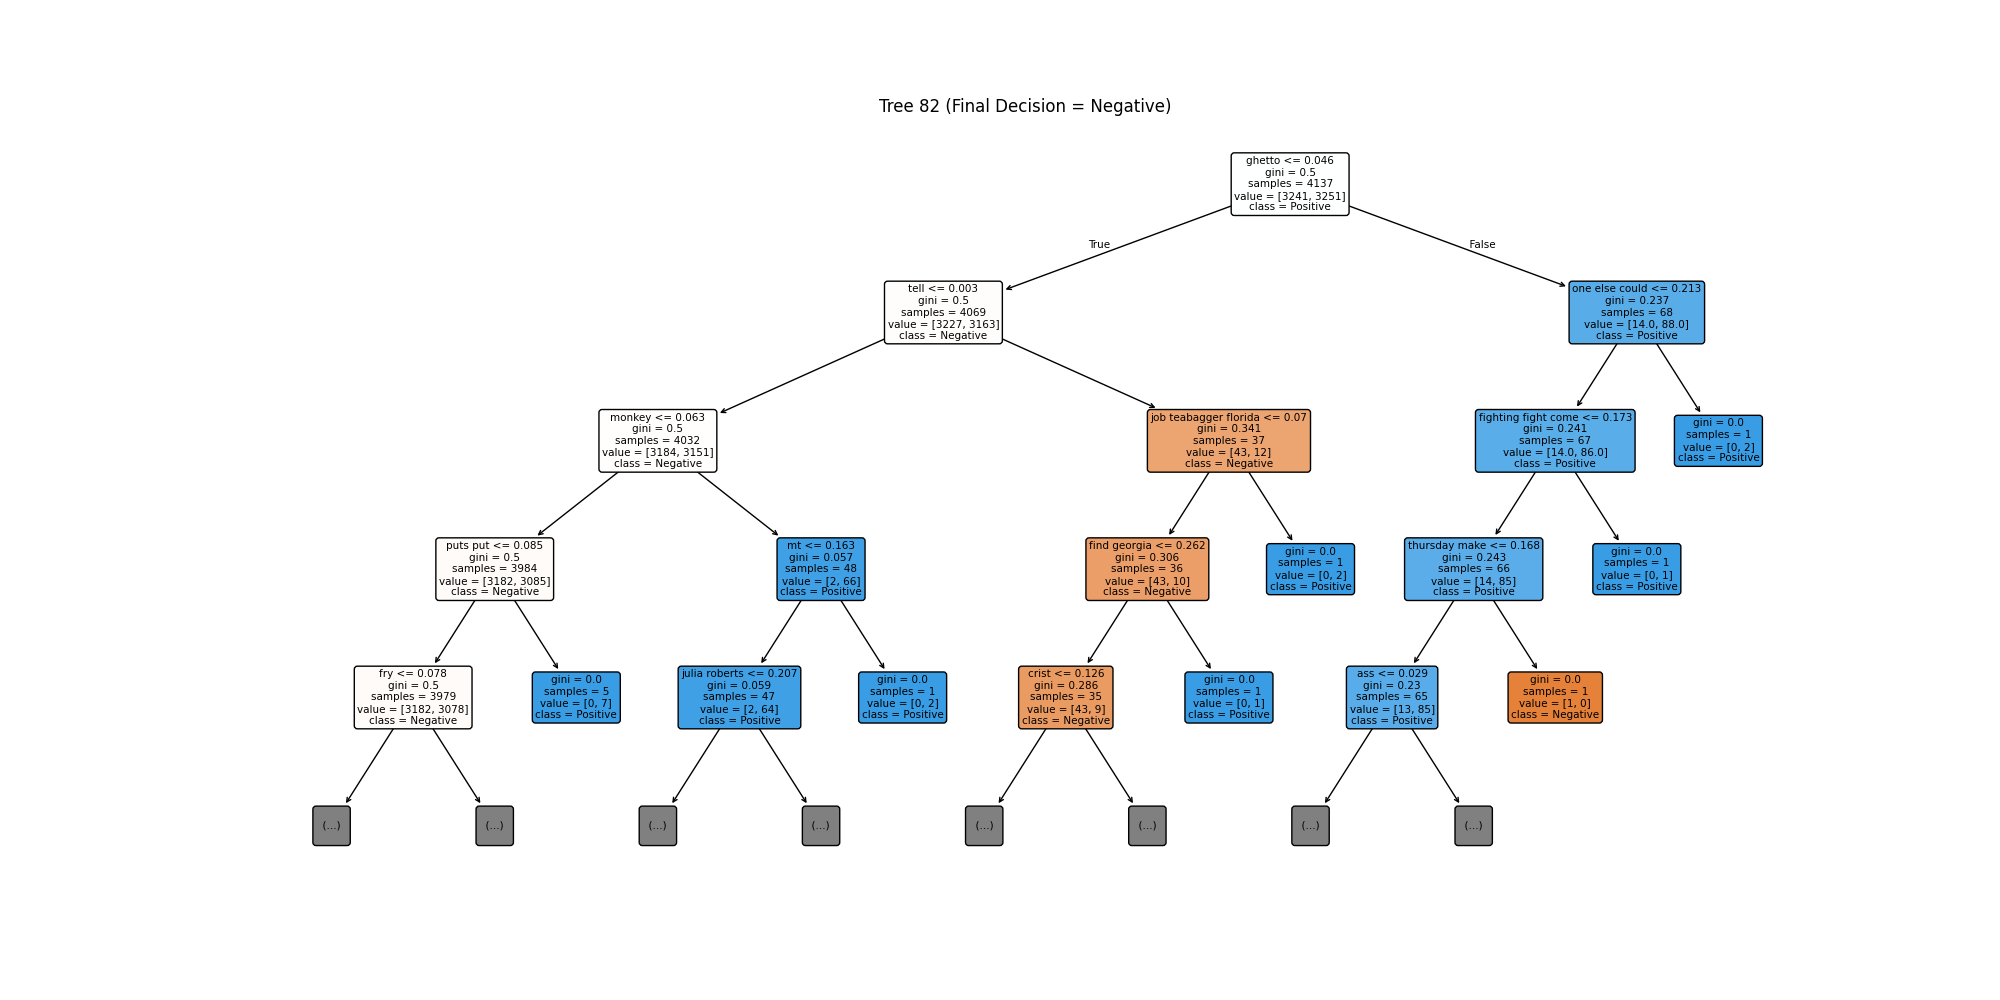 Tree 82 (Final Decision = Negative)
ghetto <= 0.046
gini = 0.5
samples = 4137
value = [3241, 3251]
class = Positive
True
False
tell <= 0.003
gini = 0.5
samples = 4069
value = [3227, 3163]
class = Negative
one else could <= 0.213
gini = 0.237
samples = 68
value = [14.0, 88.0]
class = Positive
monkey <= 0.063
gini = 0.5
samples = 4032
value = [3184, 3151]
class = Negative
job teabagger florida <= 0.07
gini = 0.341
samples = 37
value = [43, 12]
class = Negative
fighting fight come <= 0.173
gini = 0.241
samples = 67
value = [14.0, 86.0]
class = Positive
gini = 0.0
samples = 1
value = [0, 2]
class = Positive
puts put <= 0.085
gini = 0.5
samples = 3984
value = [3182, 3085]
class = Negative
mt <= 0.163
gini = 0.057
samples = 48
value = [2, 66]
class = Positive
find georgia <= 0.262
gini = 0.306
samples = 36
value = [43, 10]
class = Negative
gini = 0.0
samples = 1
value = [0, 2]
class = Positive
thursday make <= 0.168
gini = 0.243
samples = 66
value = [14, 85]
class = Positive
gini = 0.0
samples = 1
value = [0, 1]
class = Positive
fry <= 0.078
gini = 0.5
samples = 3979
value = [3182, 3078]
class = Negative
gini = 0.0
samples = 5
value = [0, 7]
class = Positive
julia roberts <= 0.207
gini = 0.059
samples = 47
value = [2, 64]
class = Positive
gini = 0.0
samples = 1
value = [0, 2]
class = Positive
crist <= 0.126
gini = 0.286
samples = 35
value = [43, 9]
class = Negative
gini = 0.0
samples = 1
value = [0, 1]
class = Positive
ass <= 0.029
gini = 0.23
samples = 65
value = [13, 85]
class = Positive
gini = 0.0
samples = 1
value = [1, 0]
class = Negative
(...)
(...)
(...)
(...)
(...)
(...)
(...)
(...)